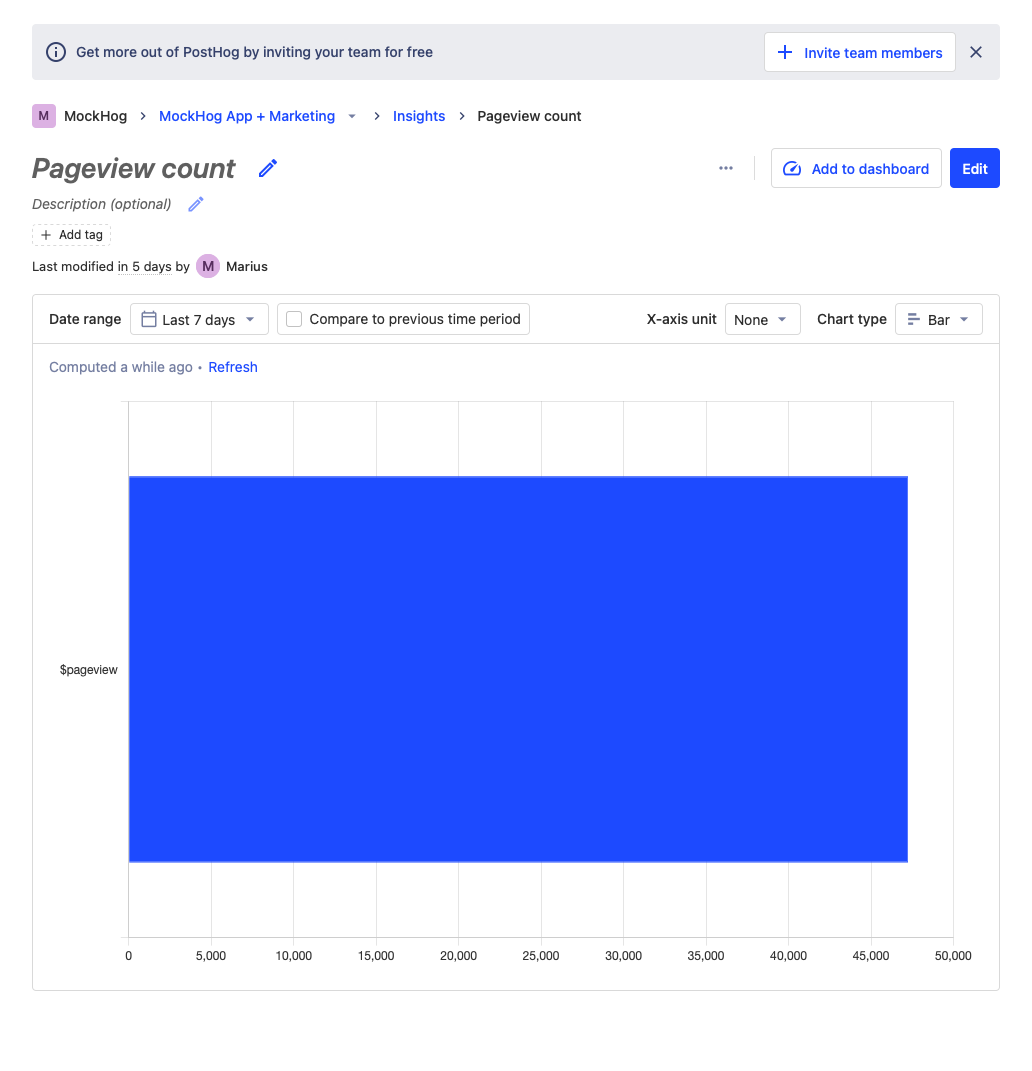 Get more out of PostHog by inviting your team for free
Invite team members
M MockHog > MockHog App + Marketing > Insights > Pageview count
Pageview count
Add to dashboard
Edit
Description (optional)
+ Add tag
Last modified in 5 days by M Marius
Date range Last 7 days Compare to previous time period X-axis unit None Chart type Bar
Computed a while ago • Refresh
$pageview
0 5,000 10,000 15,000 20,000 25,000 30,000 35,000 40,000 45,000 50,000